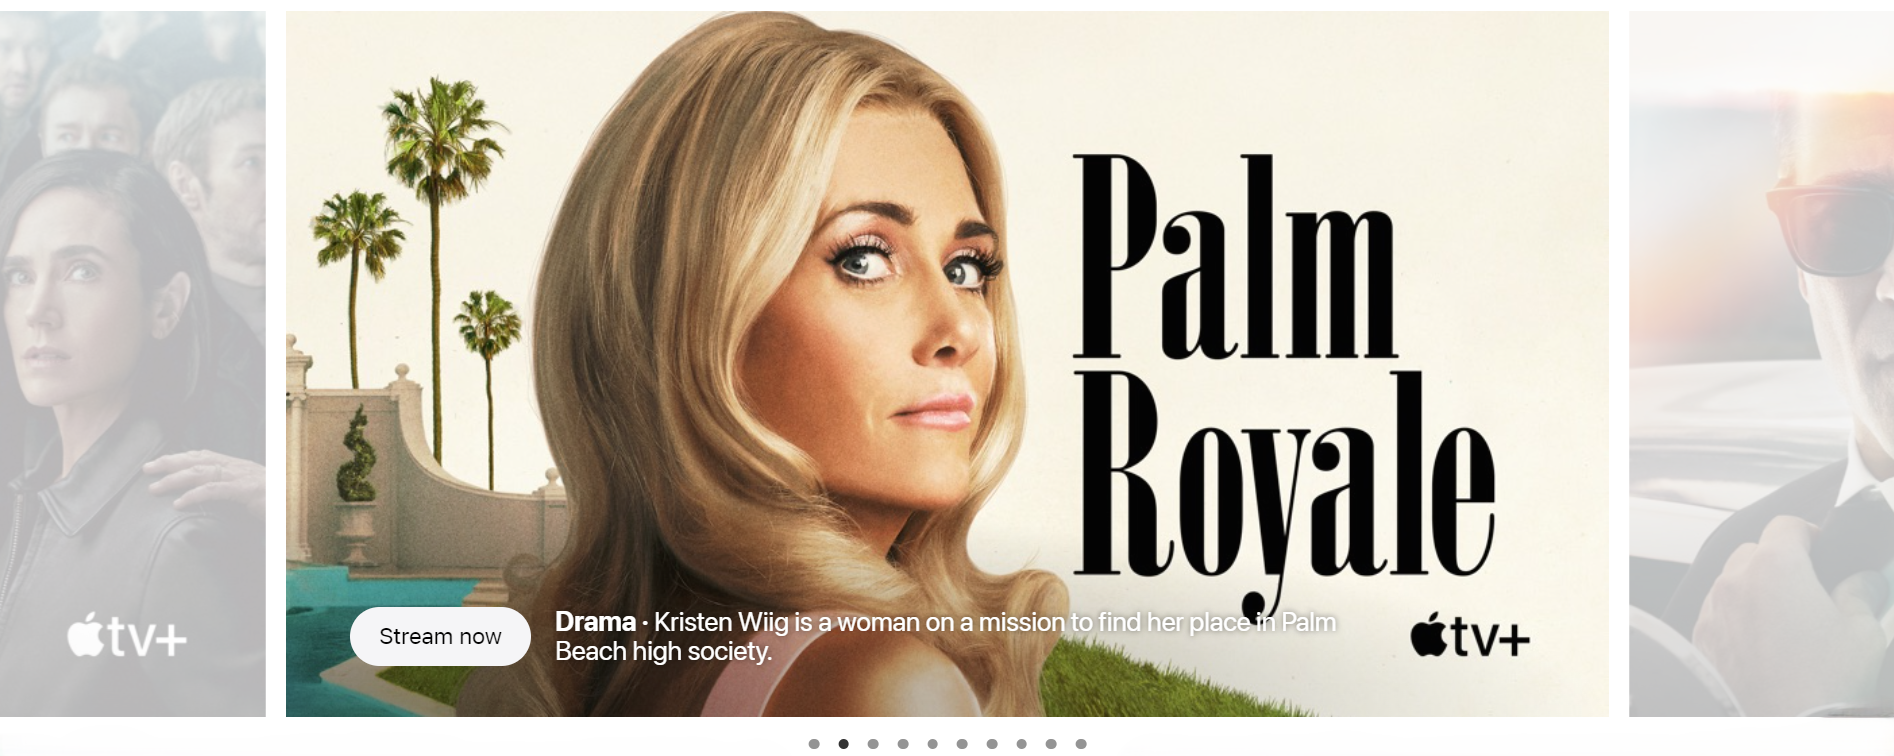 Palm
Royale
Stream now
Drama · Kristen Wiig is a woman on a mission to find her place in Palm
Beach high society.
tv+
tv+